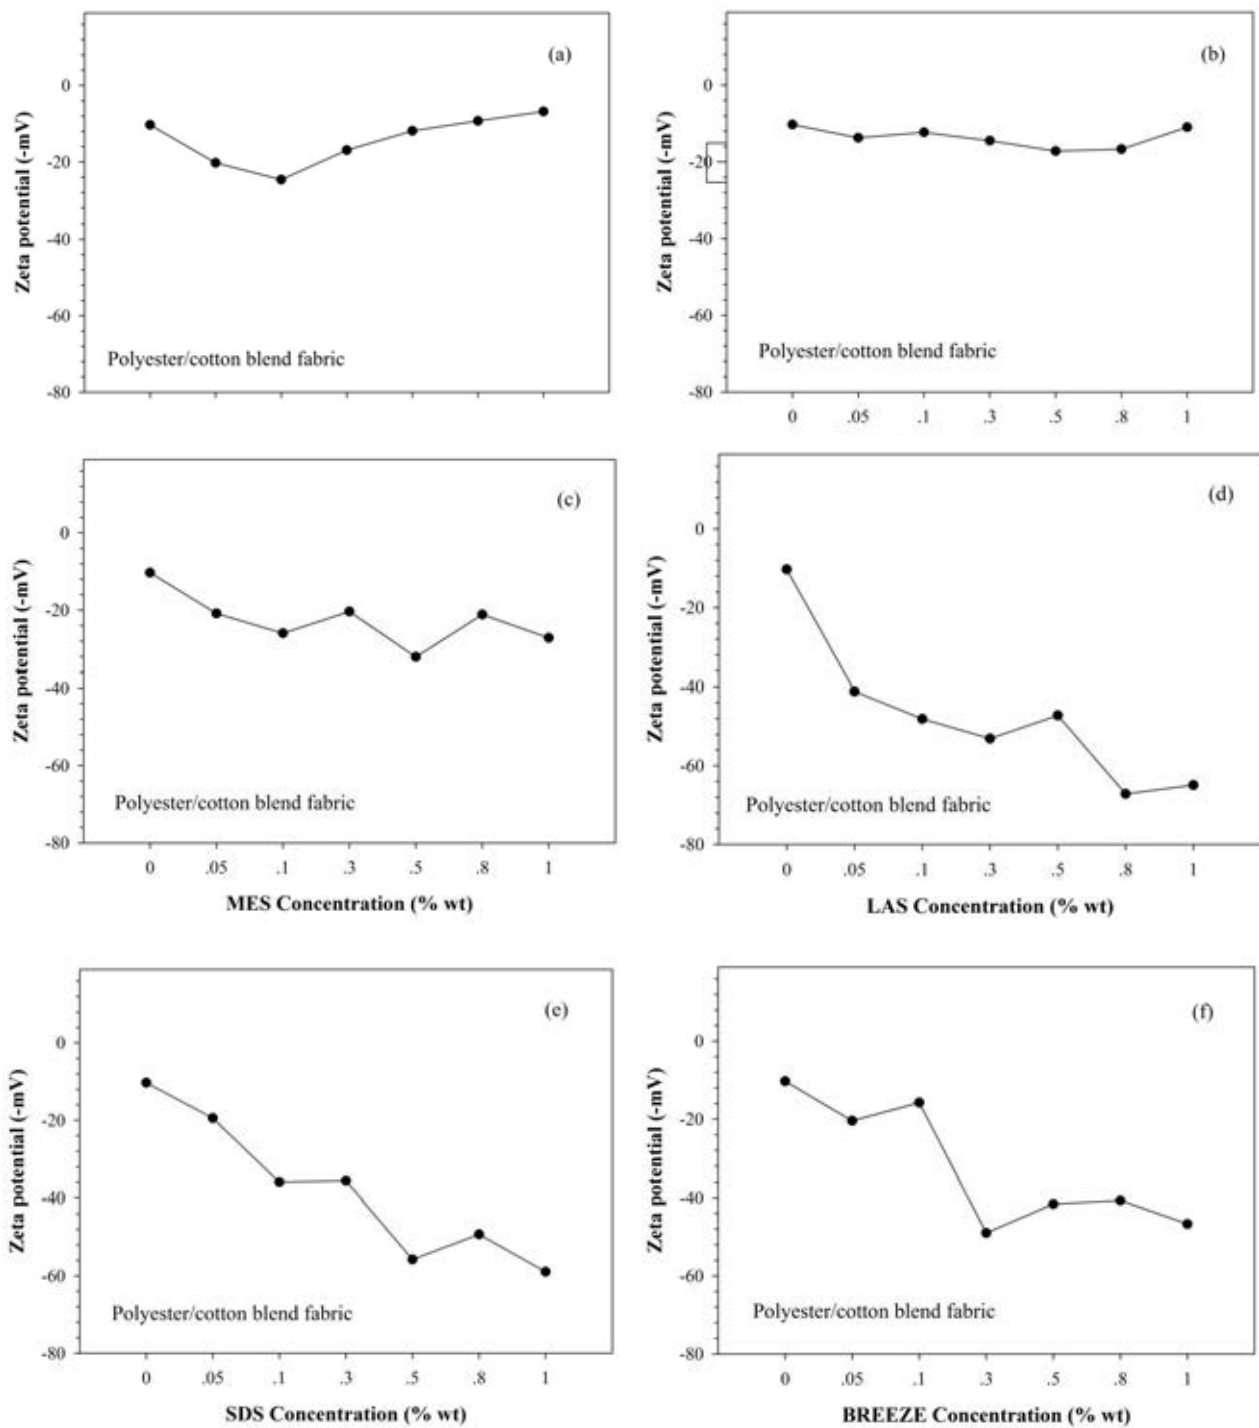 (a)
Zeta potential (-mV)
0
-20
-40
-60
-80
Polyester/cotton blend fabric
(b)
Zeta potential (-mV)
0
-20
-40
-60
-80
Polyester/cotton blend fabric
0 .05 .1 .3 .5 .8 1
(c)
Zeta potential (-mV)
0
-20
-40
-60
-80
Polyester/cotton blend fabric
0 .05 .1 .3 .5 .8 1
MES Concentration (% wt)
(d)
Zeta potential (-mV)
0
-20
-40
-60
-80
Polyester/cotton blend fabric
0 .05 .1 .3 .5 .8 1
LAS Concentration (% wt)
(e)
Zeta potential (-mV)
0
-20
-40
-60
-80
Polyester/cotton blend fabric
0 .05 .1 .3 .5 .8 1
SDS Concentration (% wt)
(f)
Zeta potential (-mV)
0
-20
-40
-60
-80
Polyester/cotton blend fabric
0 .05 .1 .3 .5 .8 1
BREEZE Concentration (% wt)